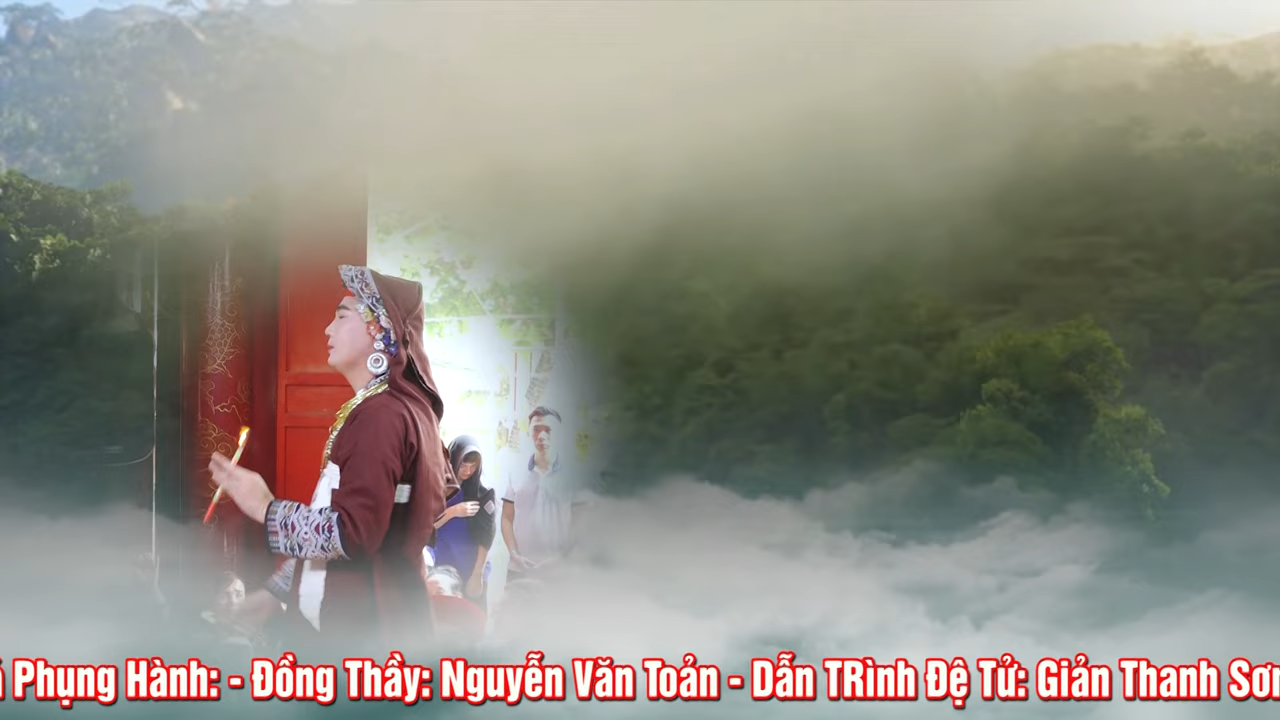 Phụng Hành: - Đồng Thầy: Nguyễn Văn Toản - Dẫn TRình Đệ Tử: Giản Thanh Sơn